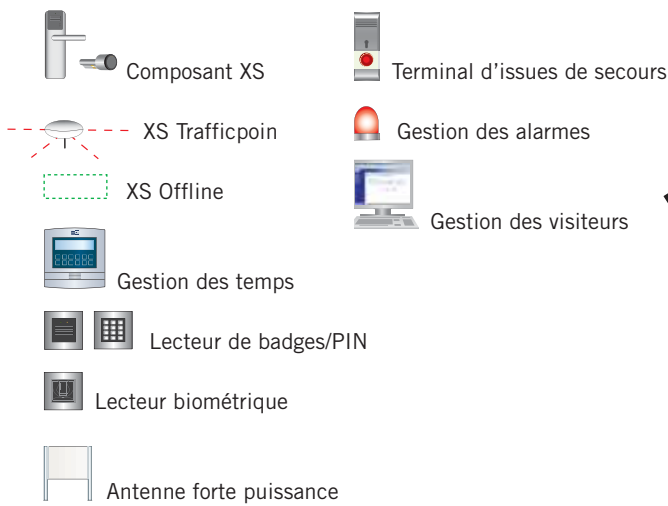 Composant XS
XS Trafficpoin
XS Offline
Gestion des temps
Lecteur de badges/PIN
Lecteur biométrique
Antenne forte puissance
Terminal d'issues de secours
Gestion des alarmes
Gestion des visiteurs